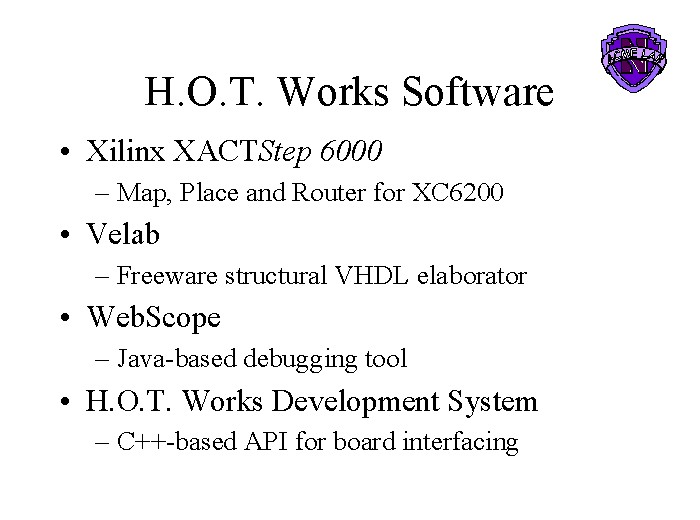 H.O.T. Works Software
• Xilinx XACTStep 6000
– Map, Place and Router for XC6200
• Velab
– Freeware structural VHDL elaborator
• WebScope
– Java-based debugging tool
• H.O.T. Works Development System
– C++-based API for board interfacing